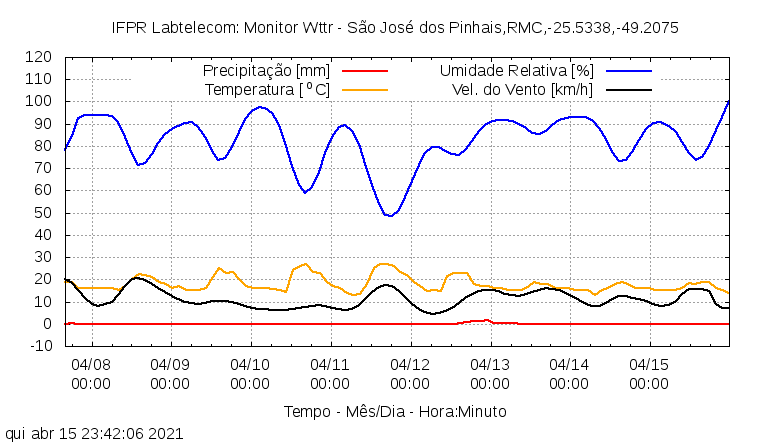 IFPR Labtelecom: Monitor Wttr - São José dos Pinhais,RMC,-25.5338,-49.2075
120
110
100
90
80
70
60
50
40
30
20
10
0
-10
Precipitação [mm]
Temperatura [⁰C]
Umidade Relativa [%]
Vel. do Vento [km/h]
04/08 04/09 04/10 04/11 04/12 04/13 04/14 04/15
00:00 00:00 00:00 00:00 00:00 00:00 00:00 00:00
Tempo - Mês/Dia - Hora:Minuto
qui abr 15 23:42:06 2021